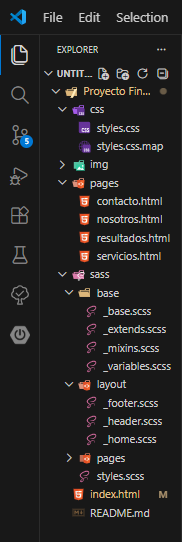 File Edit Selection
EXPLORER
UNTIT...
Proyecto Fin...
css
styles.css
styles.css.map
img
pages
contacto.html
nosotros.html
resultados.html
servicios.html
sass
base
_base.scss
_extends.scss
_mixins.scss
_variables.scss
layout
_footer.scss
_header.scss
_home.scss
pages
styles.scss
index.html M
README.md
5